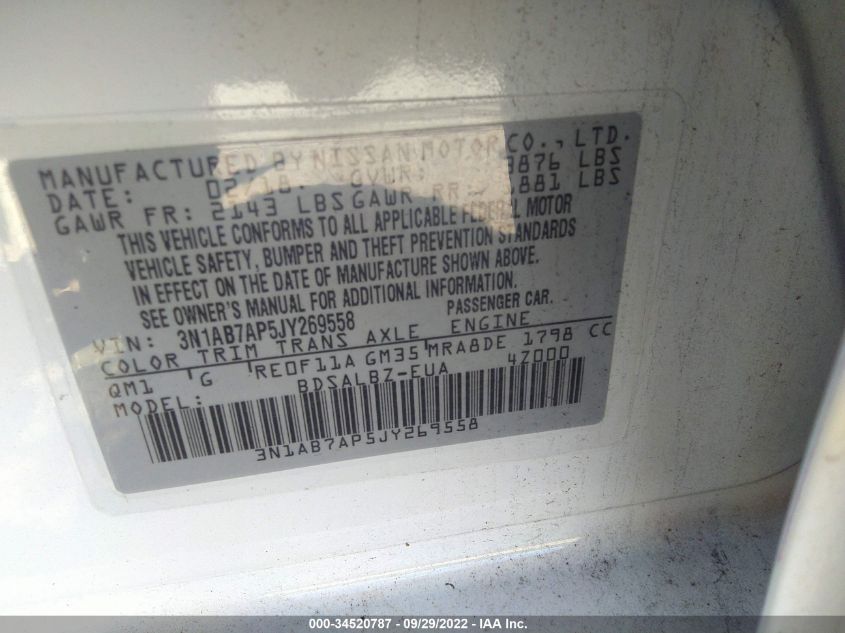 MANUFACTURED BY NISSAN MOTOR CO., LTD.
DATE: 02/18 GVWR: 3876 LBS
GAWR FR: 2143 LBS GAWR RR: 1881 LBS
THIS VEHICLE CONFORMS TO ALL APPLICABLE FEDERAL MOTOR
VEHICLE SAFETY, BUMPER AND THEFT PREVENTION STANDARDS
IN EFFECT ON THE DATE OF MANUFACTURE SHOWN ABOVE.
SEE OWNER'S MANUAL FOR ADDITIONAL INFORMATION.
VIN: 3N1AB7AP5JY269558 PASSENGER CAR.
COLOR TRIM TRANS AXLE ENGINE
QM1 G RE0F11A GM35 MRA8DE 1798 CC
MODEL: BDSALBZ-EUA 4Z000
3N1AB7AP5JY269558
000-34520787 - 09/29/2022 - IAA Inc.